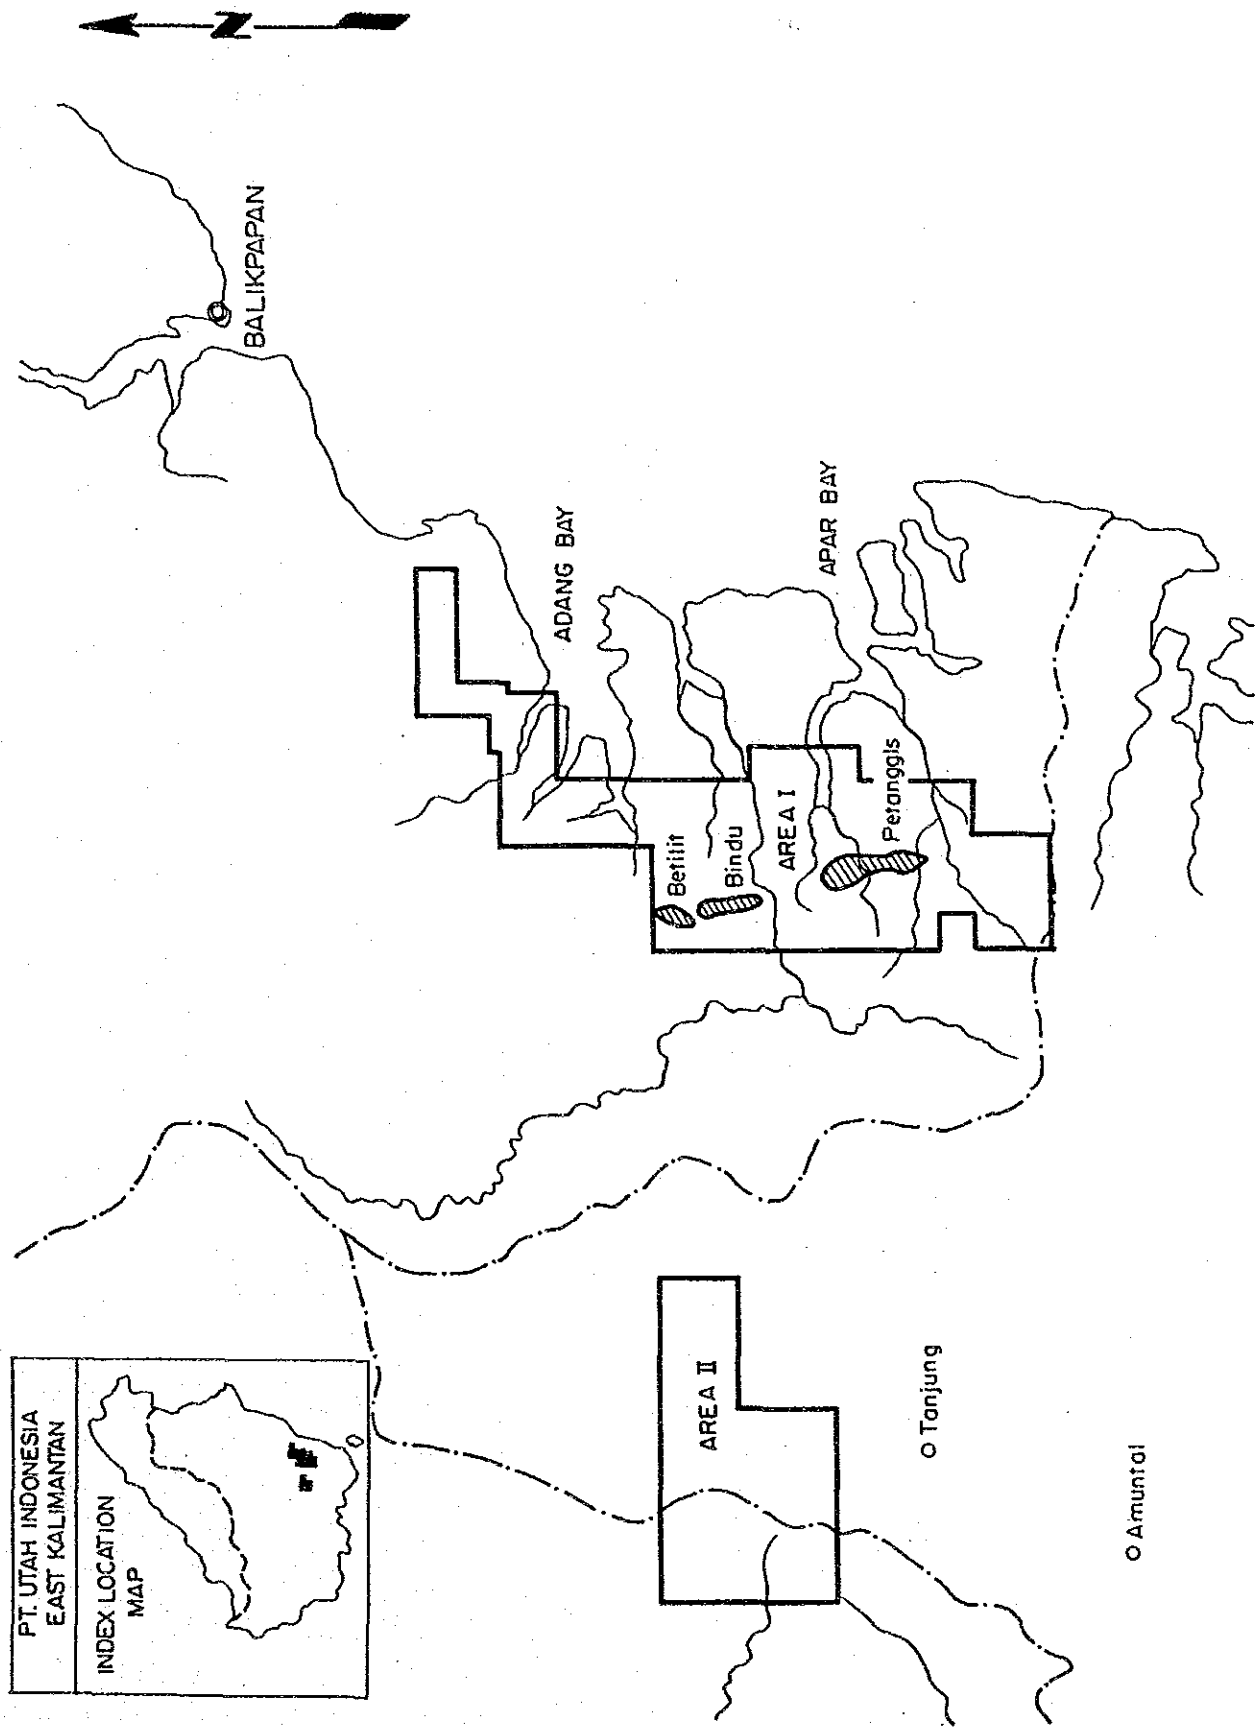 PT. UTAH INDONESIA
EAST KALIMANTAN
INDEX LOCATION
MAP
N
BALIKPAPAN
ADANG BAY
APAR BAY
Betitit
Bindu
AREA I
Petanggis
AREA II
Tanjung
Amuntai